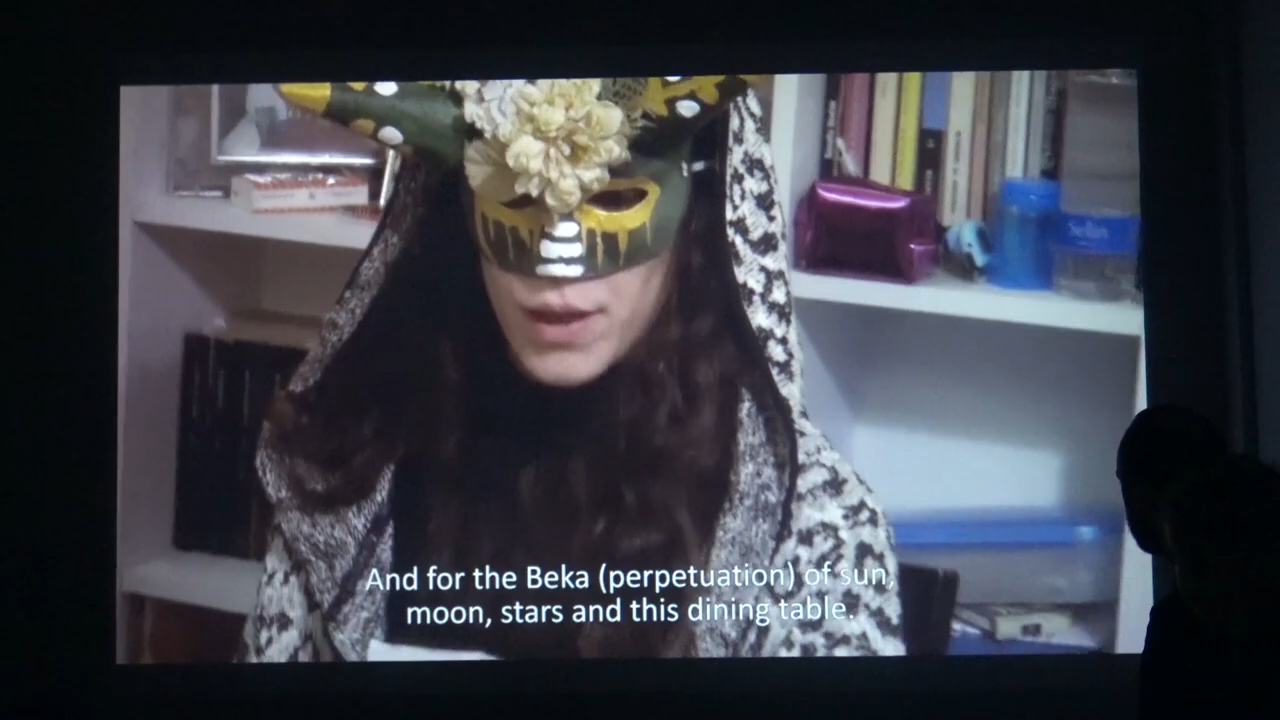 And for the Beka (perpetuation) of sun,
moon, stars and this dining table.